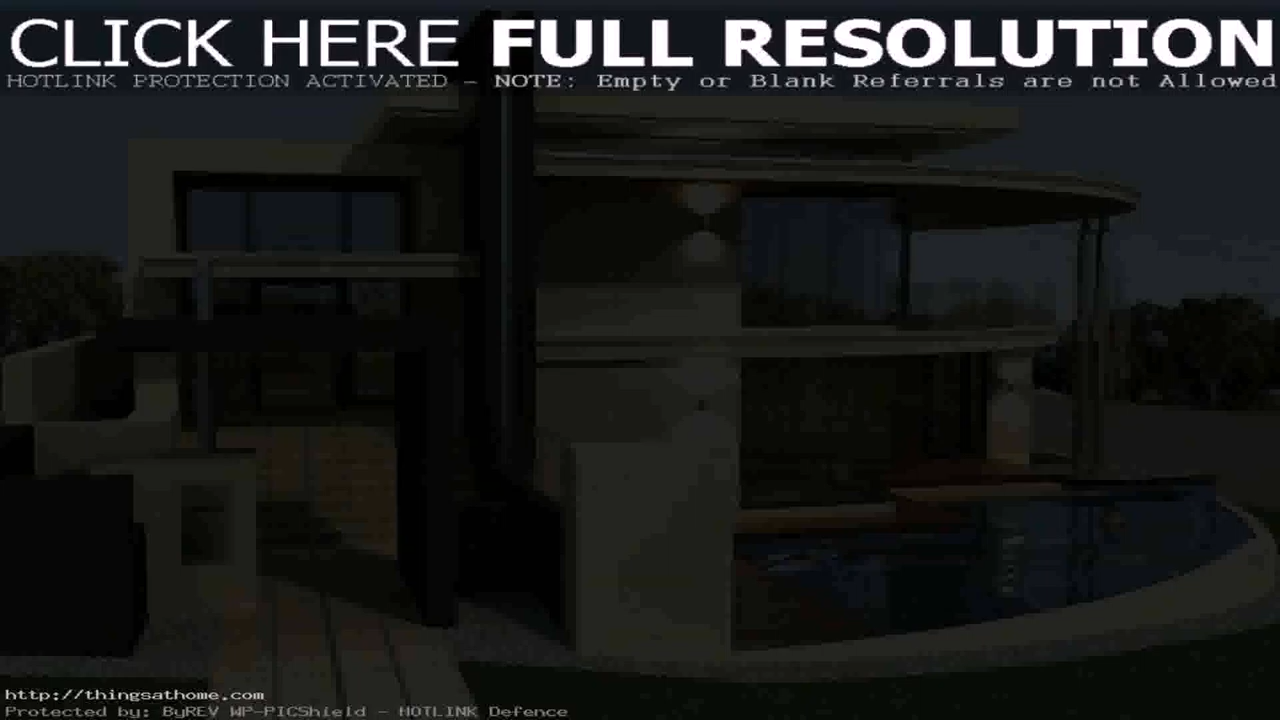 CLICK HERE FULL RESOLUTION
HOTLINK PROTECTION ACTIVATED - NOTE: Empty or Blank Referrals are not Allowed
http://thingsathome.com
Protected by: ByREV WP-PICShield - HOTLINK Defence